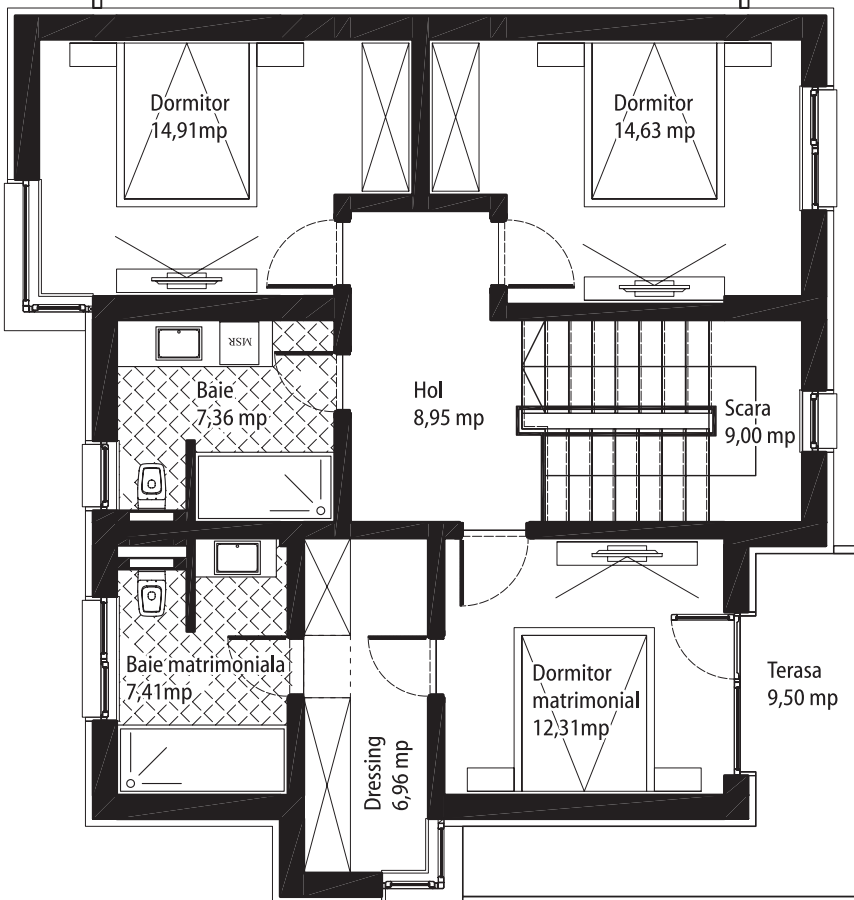 Dormitor
14,91mp
Dormitor
14,63 mp
MSR
Baie
7,36 mp
Hol
8,95 mp
Scara
9,00 mp
Baie matrimoniala
7,41mp
Dressing
6,96 mp
Dormitor
matrimonial
12,31mp
Terasa
9,50 mp